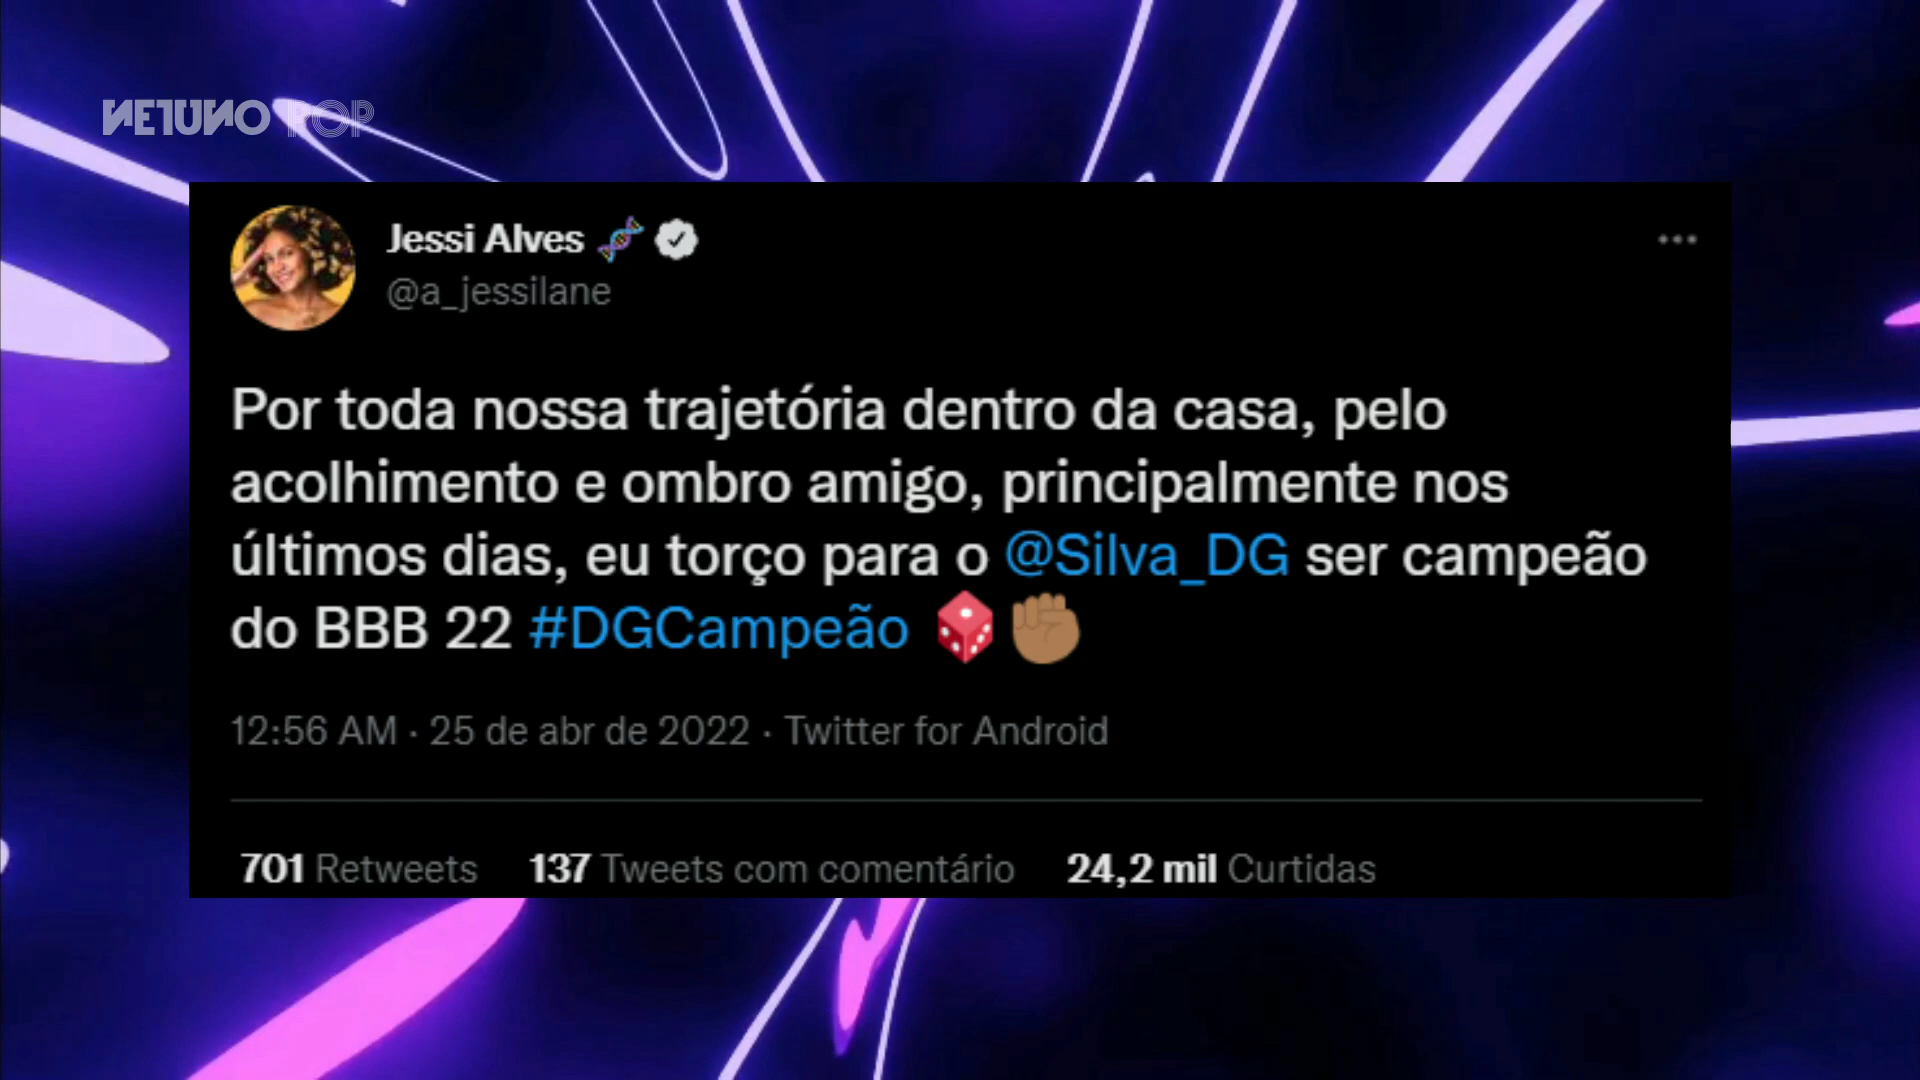 NETUNO POP
Jessi Alves
@a_jessilane
Por toda nossa trajetória dentro da casa, pelo
acolhimento e ombro amigo, principalmente nos
últimos dias, eu torço para o @Silva_DG ser campeão
do BBB 22 #DGCampeão
12:56 AM · 25 de abr de 2022 · Twitter for Android
701 Retweets 137 Tweets com comentário 24,2 mil Curtidas